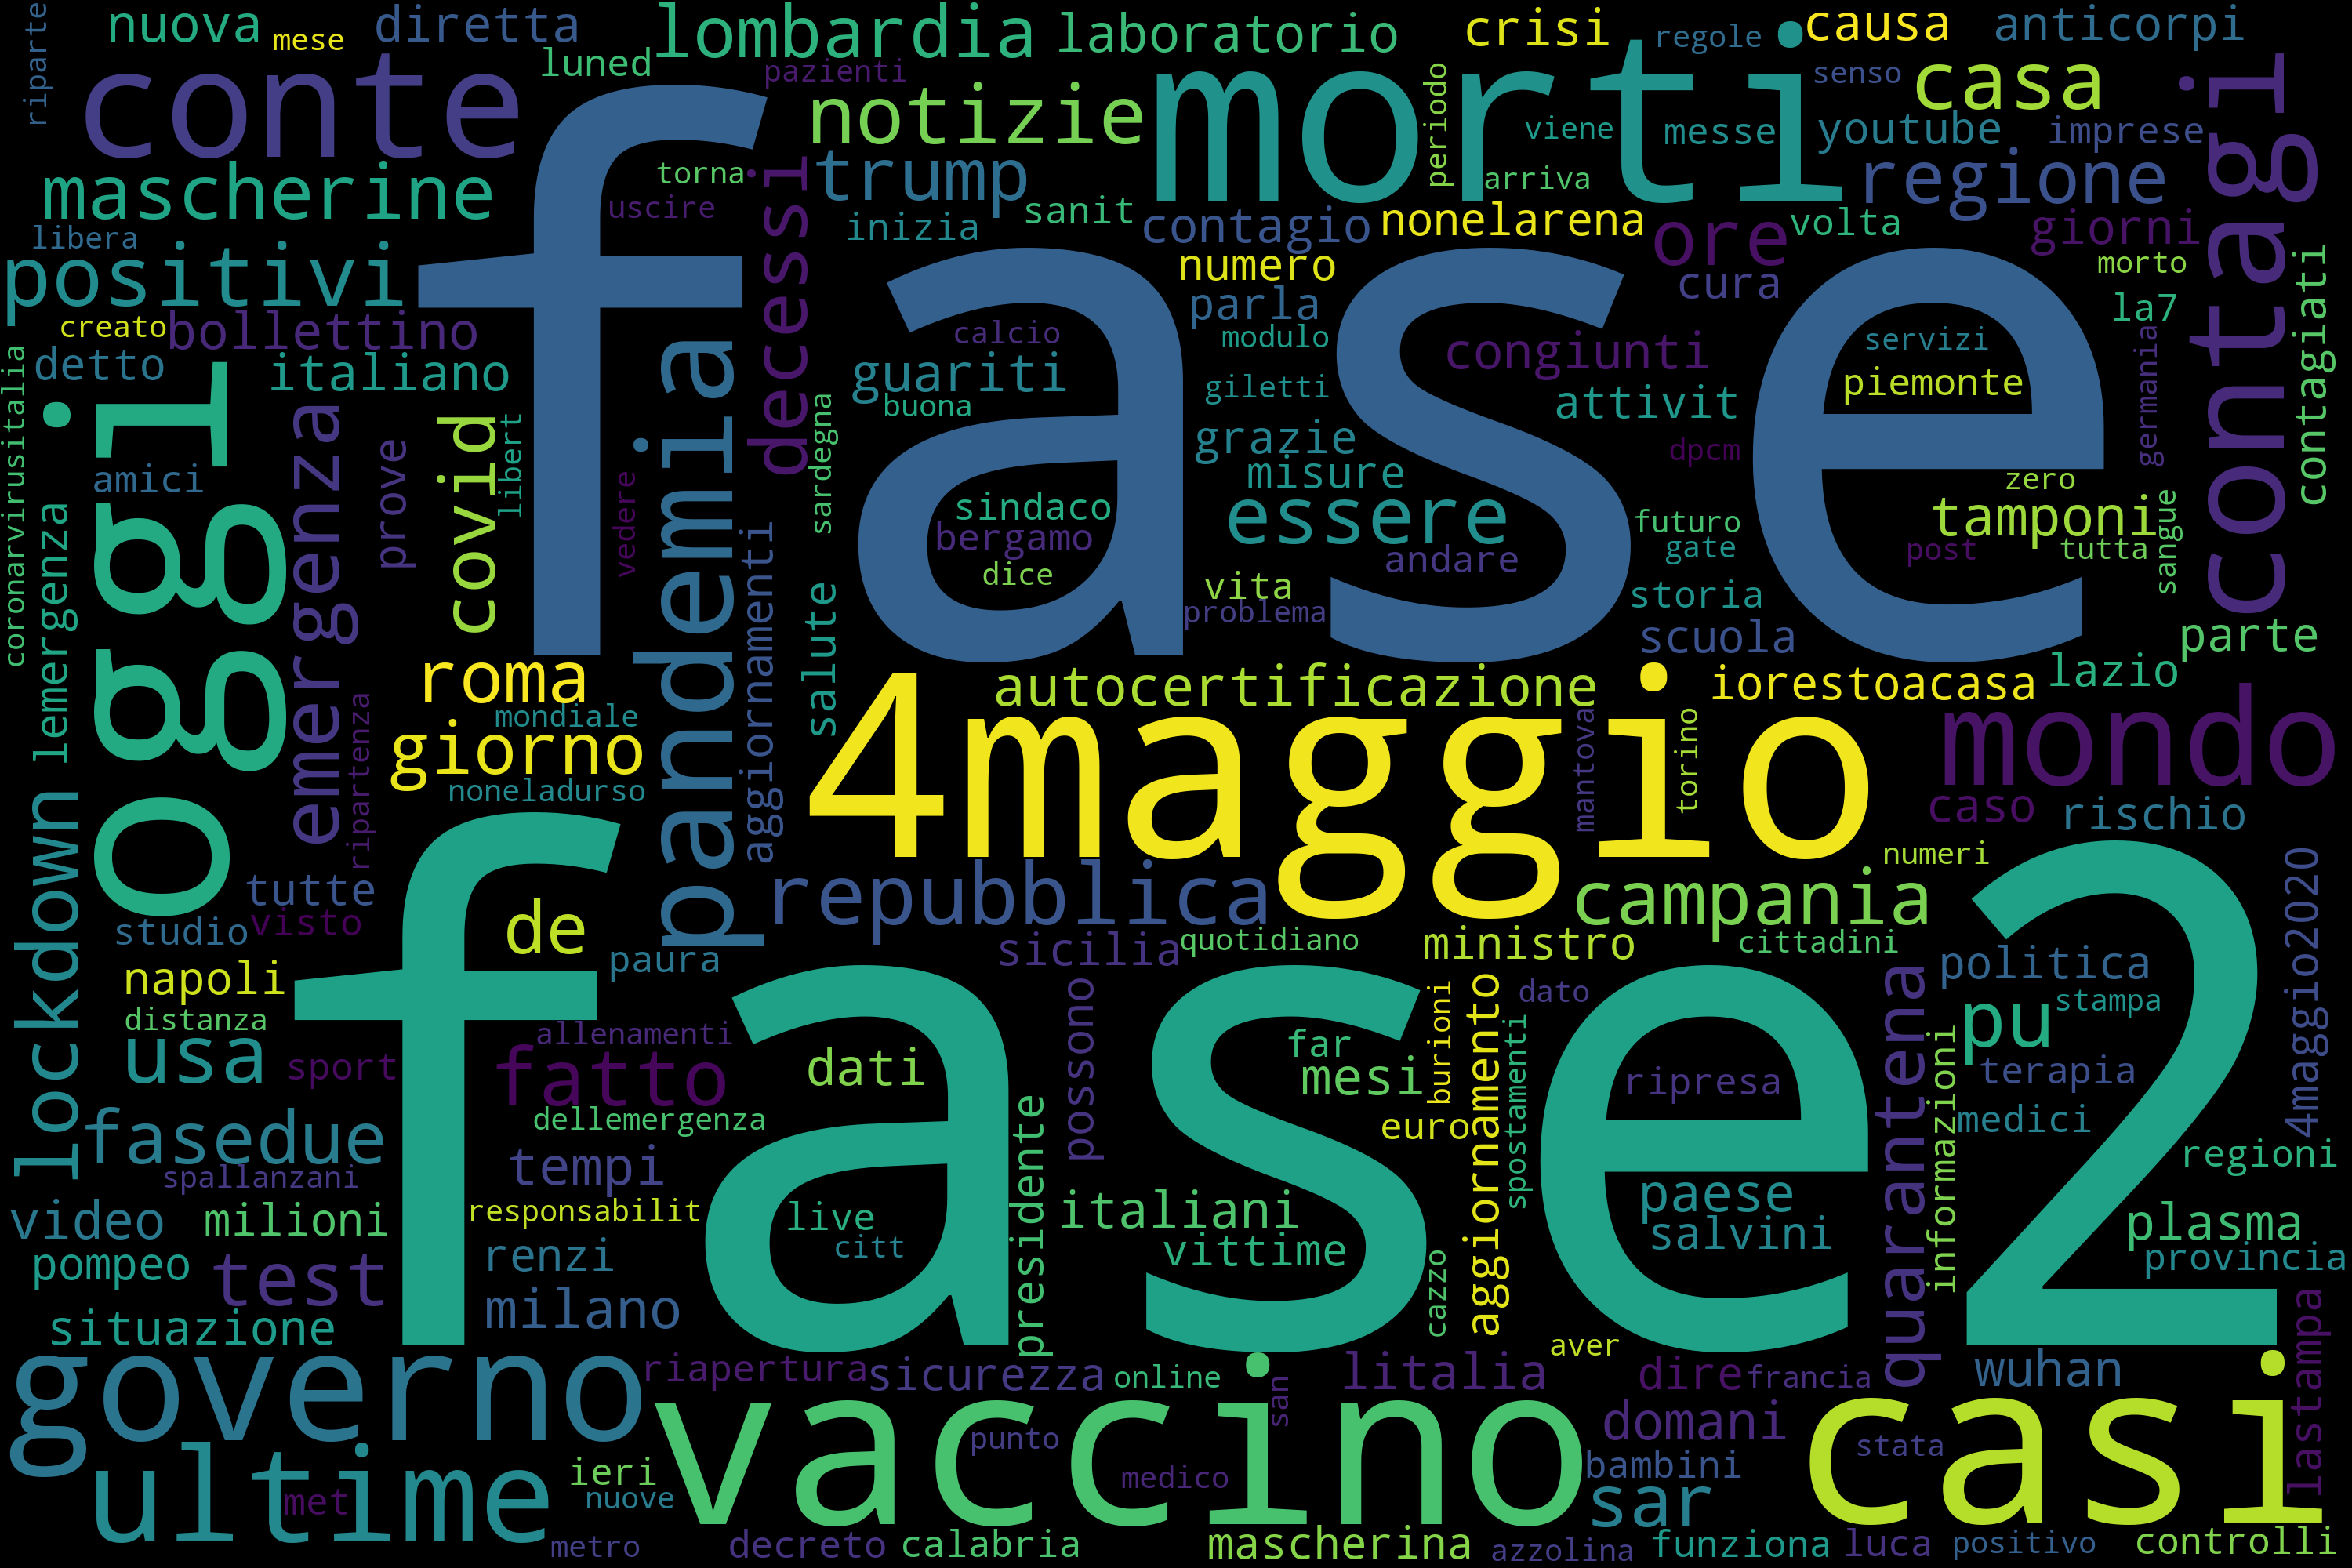 riparte
nuova
mese
diretta
lombardia
laboratorio
crisi
regole
causa
anticorpi
conte
luned
pazienti
notizie
morti
senso
casa
contagi
periodo
viene
messe
youtube
imprese
mascherine
torna
decessi
trump
arriva
regione
uscire
sanit
libera
inizia
contagio
nonelarena
ore
volta
giorni
positivi
fase
numero
cura
morto
contagiati
creato
bollettino
parla
la7
detto
italiano
calcio
modulo
congiunti
servizi
germania
guariti
giletti
attivit
piemonte
coronarvirusitalia
oggi
emergenza
prove
covid
libert
pandemia
buona
sardegna
grazie
dpcm
amici
vedere
misure
zero
lemergenza
aggiornamenti
sindaco
essere
futuro
tamponi
bergamo
andare
gate
post
tutta
sangue
dice
salute
vita
problema
storia
scuola
parte
roma
autocertificazione
iorestoacasa
lazio
mondiale
ripartenza
giorno
4maggio
mantova
torino
mondo
noneladurso
lockdown
caso
rischio
numeri
tutte
repubblica
campania
4maggio2020
studio
visto
de
paura
sicilia
quotidiano
ministro
cittadini
napoli
possono
aggiornamento
dato
quarantena
politica
distanza
fase2
burioni
pu
stampa
usa
sport
allenamenti
fatto
dati
far
mesi
spostamenti
ripresa
informazioni
terapia
fasedue
dellemergenza
presidente
euro
medici
spallanzani
tempi
regioni
video
milioni
responsabilit
live
italiani
paese
plasma
pompeo
renzi
citt
vittime
cazzo
salvini
provincia
test
milano
situazione
governo
riapertura
sicurezza
online
san
litalia
aver
dire
francia
wuhan
lastampa
ultime
vaccino
casi
domani
punto
stata
ieri
medico
bambini
met
nuove
sar
metro
decreto
calabria
mascherina
azzolina
funziona
luca
positivo
controlli